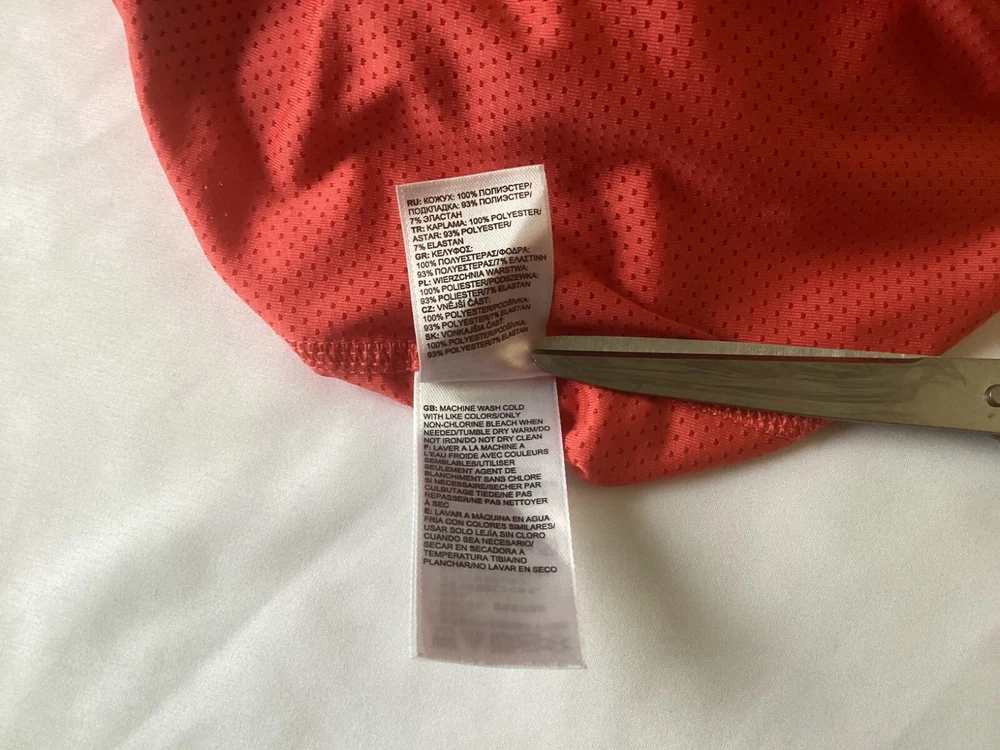 RU: КОЖУХ: 100% ПОЛИЭСТЕР/
ПОДКЛАДКА: 93% ПОЛИЭСТЕР/
7% ЭЛАСТАН
TR: KAPLAMA: 100% POLYESTER/
ASTAR: 93% POLYESTER/
7% ELASTAN
GR: ΚΕΛΥΦΟΣ:
100% ΠΟΛΥΕΣΤΕΡΑΣ/ΦΟΔΡΑ:
93% ΠΟΛΥΕΣΤΕΡΑΣ/7% ΕΛΑΣΤΙΝΗ
PL: WIERZCHNIA WARSTWA:
100% POLIESTER/PODSZEWKA:
93% POLIESTER/7% ELASTAN
CZ: VNĚJŠÍ ČÁST:
100% POLYESTER/PODŠÍVKA:
93% POLYESTER/7% ELASTAN
SK: VONKAJŠIA ČASŤ:
100% POLYESTER/PODŠÍVKA:
93% POLYESTER/7% ELASTAN
GB: MACHINE WASH COLD
WITH LIKE COLORS/ONLY
NON-CHLORINE BLEACH WHEN
NEEDED/TUMBLE DRY WARM/DO
NOT IRON/DO NOT DRY CLEAN
F: LAVER A LA MACHINE A
L'EAU FROIDE AVEC COULEURS
SEMBLABLES/UTILISER
SEULEMENT AGENT DE
BLANCHIMENT SANS CHLORE
SI NECESSAIRE/SECHER PAR
CULBUTAGE TIEDE/NE PAS
REPASSER/NE PAS NETTOYER
À SEC
E: LAVAR A MÁQUINA EN AGUA
FRÍA CON COLORES SIMILARES/
USAR SOLO LEJÍA SIN CLORO
CUANDO SEA NECESARIO/
SECAR EN SECADORA A
TEMPERATURA TIBIA/NO
PLANCHAR/NO LAVAR EN SECO